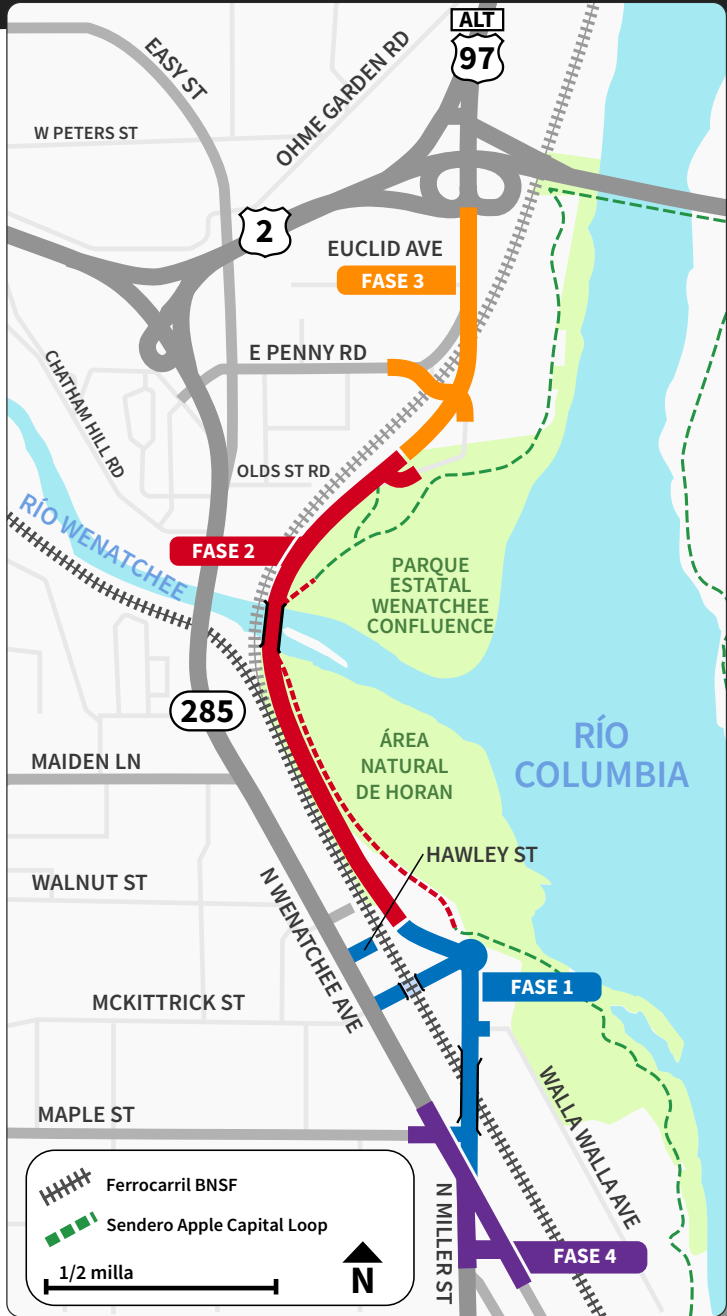 ALT
97
EASY ST
OHME GARDEN RD
W PETERS ST
2
EUCLID AVE
FASE 3
E PENNY RD
CHATHAM HILL RD
OLDS ST RD
RÍO WENATCHEE
FASE 2
PARQUE
ESTATAL
WENATCHEE
CONFLUENCE
285
RÍO
COLUMBIA
ÁREA
NATURAL
DE HORAN
MAIDEN LN
HAWLEY ST
WALNUT ST
N WENATCHEE AVE
FASE 1
MCKITTRICK ST
WALLA WALLA AVE
MAPLE ST
Ferrocarril BNSF
Sendero Apple Capital Loop
1/2 milla
N
N MILLER ST
FASE 4